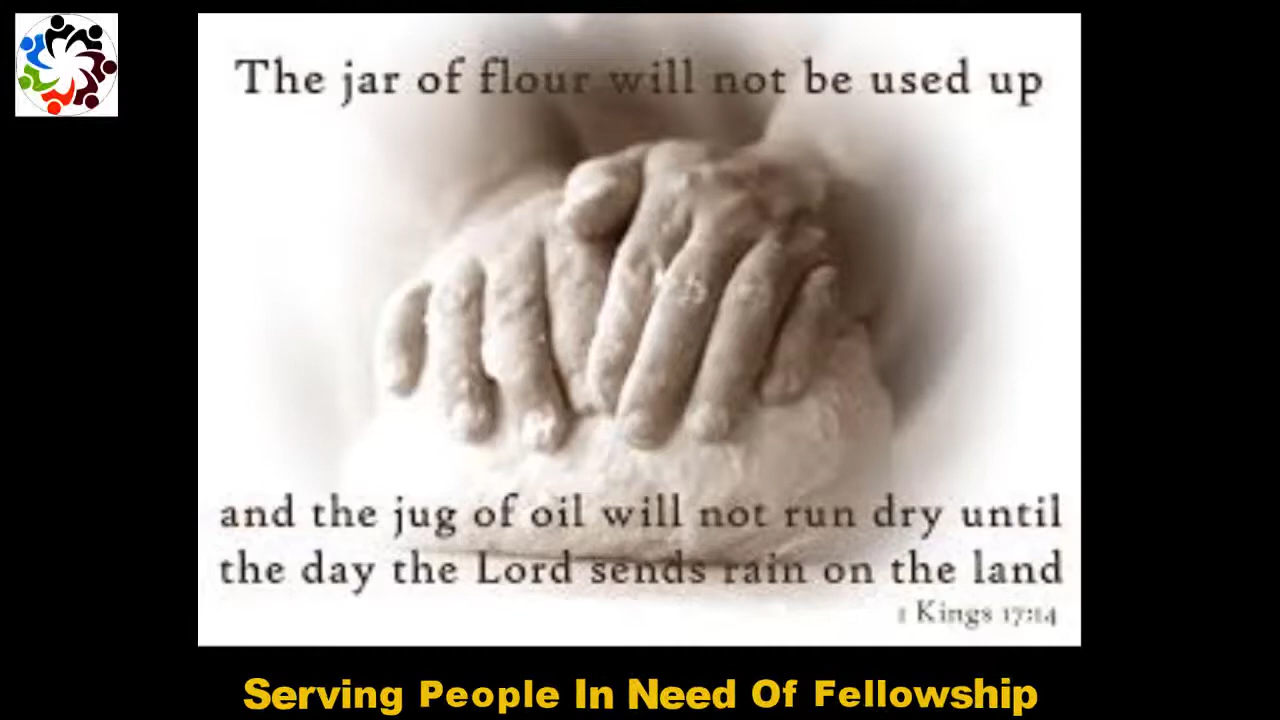 The jar of flour will not be used up
and the jug of oil will not run dry until
the day the Lord sends rain on the land
1 Kings 17:14
Serving People In Need Of Fellowship